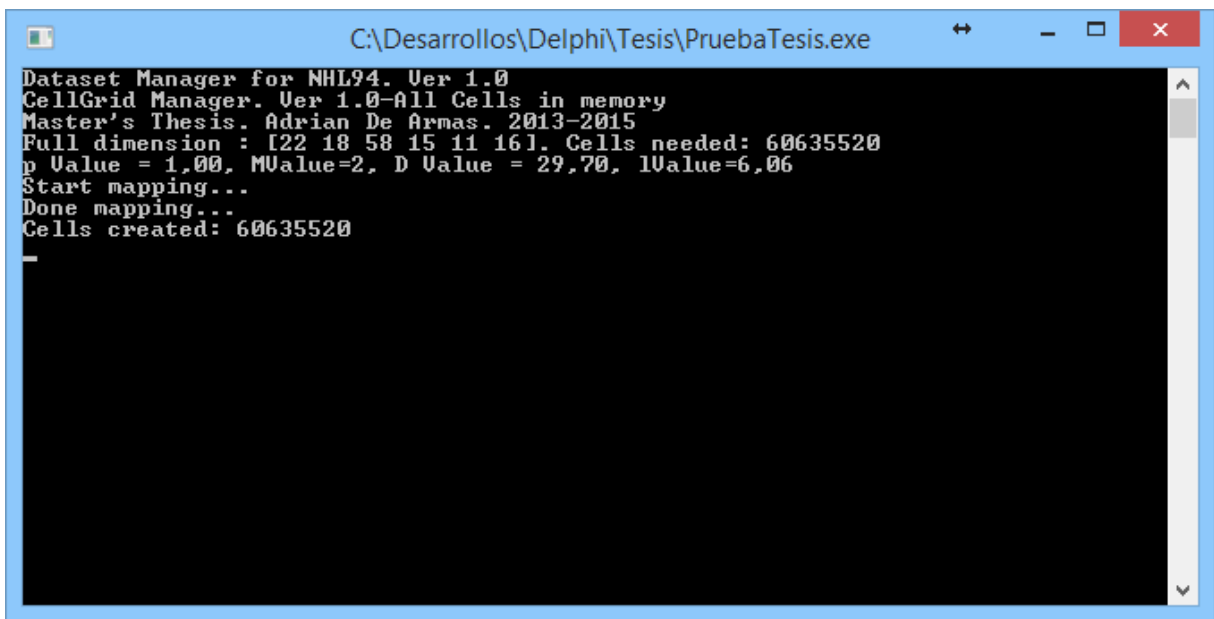 C:\Desarrollos\Delphi\Tesis\PruebaTesis.exe
Dataset Manager for NHL94. Ver 1.0
CellGrid Manager. Ver 1.0-All Cells in memory
Master's Thesis. Adrian De Armas. 2013-2015
Full dimension : [22 18 58 15 11 16]. Cells needed: 60635520
p Value = 1,00, MValue=2, D Value = 29,70, lValue=6,06
Start mapping...
Done mapping...
Cells created: 60635520